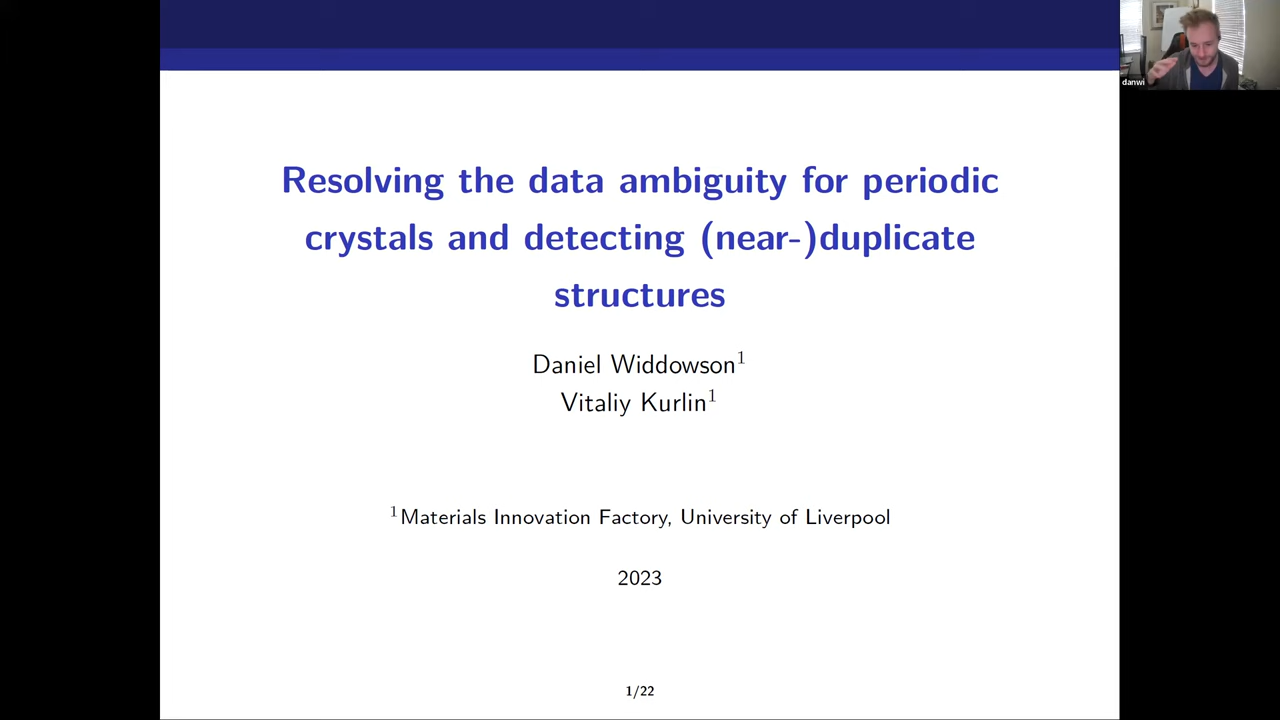 danwi
Resolving the data ambiguity for periodic
crystals and detecting (near-)duplicate
structures
Daniel Widdowson¹
Vitaliy Kurlin¹
¹Materials Innovation Factory, University of Liverpool
2023
1/22